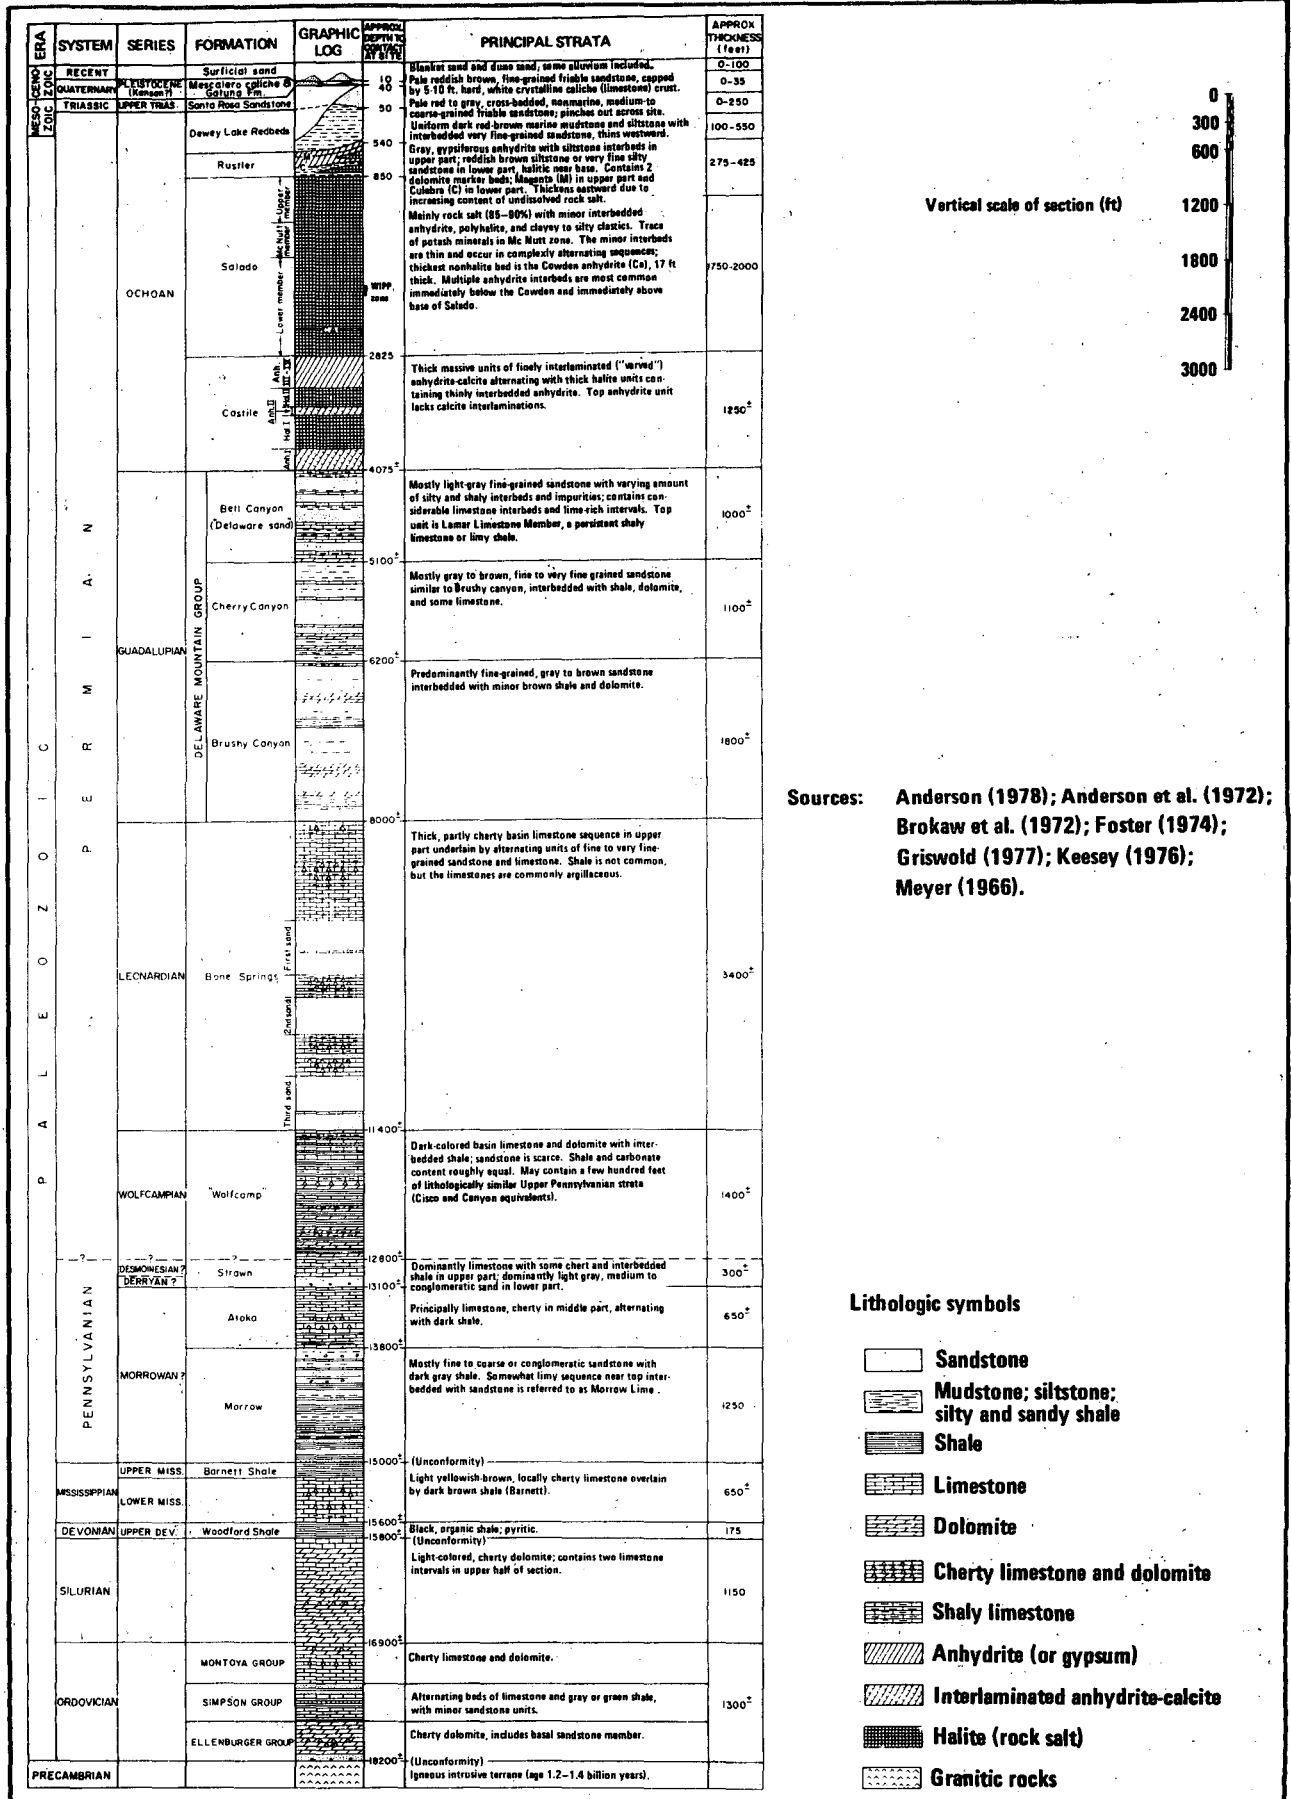 ERA
SYSTEM
SERIES
FORMATION
GRAPHIC
LOG
APPROX.
DEPTH TO
CONTACT
AT SITE
PRINCIPAL STRATA
APPROX
THICKNESS
(feet)
CENO-
ZOIC
RECENT
Surficial sand
Blanket sand and dune sand; some alluvium included.
0-100
QUATERNARY
PLEISTOCENE
(Kansan?)
Mescalero caliche &
Gatuna Fm.
10
40
Pale reddish brown, fine-grained friable sandstone, capped
by 5-10 ft. hard, white crystalline caliche (limestone) crust.
0-35
MESO-
ZOIC
TRIASSIC
UPPER TRIAS.
Santa Rosa Sandstone
50
Pale red to gray, cross-bedded, nonmarine, medium-to
coarse-grained friable sandstone; pinches out across site.
0-250
Dewey Lake Redbeds
540
Uniform dark red-brown marine mudstone and siltstone with
interbedded very fine-grained sandstone, thins westward.
100-550
Rustler
M
C
850
Gray, gypsiferous anhydrite with siltstone interbeds in
upper part; reddish brown siltstone or very fine silty
sandstone in lower part, halitic near base. Contains 2
dolomite marker beds; Magenta (M) in upper part and
Culebra (C) in lower part. Thickens eastward due to
increasing content of undissolved rock salt.
275-425
OCHOAN
Salado
Upper
member
Mc Nutt
member
Lower member
WIPP
zone
2825
Mainly rock salt (85-90%) with minor interbedded
anhydrite, polyhalite, and clayey to silty clastics. Trace
of potash minerals in Mc Nutt zone. The minor interbeds
are thin and occur in complexly alternating sequences;
thickest nonhalite bed is the Cowden anhydrite (Ca), 17 ft
thick. Multiple anhydrite interbeds are most common
immediately below the Cowden and immediately above
base of Salado.
1750-2000
Castile
Anh.
III-IV
Hal II
Anh II
Hal I
Anh I
4075±
Thick massive units of finely interlaminated ("varved")
anhydrite-calcite alternating with thick halite units con-
taining thinly interbedded anhydrite. Top anhydrite unit
lacks calcite interlaminations.
1250±
PALEOZOIC
PERMIAN
GUADALUPIAN
DELAWARE MOUNTAIN GROUP
Bell Canyon
(Delaware sand)
5100±
Mostly light-gray fine-grained sandstone with varying amount
of silty and shaly interbeds and impurities; contains con-
siderable limestone interbeds and lime-rich intervals. Top
unit is Lamar Limestone Member, a persistent shaly
limestone or limy shale.
1000±
Cherry Canyon
6200±
Mostly gray to brown, fine to very fine grained sandstone
similar to Brushy canyon, interbedded with shale, dolomite,
and some limestone.
1100±
Brushy Canyon
8000±
Predominantly fine-grained, gray to brown sandstone
interbedded with minor brown shale and dolomite.
1800±
LEONARDIAN
Bone Springs
First sand
2nd sand
Third sand
11400±
Thick, partly cherty basin limestone sequence in upper
part underlain by alternating units of fine to very fine-
grained sandstone and limestone. Shale is not common,
but the limestones are commonly argillaceous.
3400±
WOLFCAMPIAN
"Wolfcamp"
12800±
Dark-colored basin limestone and dolomite with inter-
bedded shale; sandstone is scarce. Shale and carbonate
content roughly equal. May contain a few hundred feet
of lithologically similar Upper Pennsylvanian strata
(Cisco and Canyon equivalents).
1400±
?
?
?
PENNSYLVANIAN
DESMOINESIAN ?
DERRYAN ?
Strawn
13100±
Dominantly limestone with some chert and interbedded
shale in upper part; dominantly light gray, medium to
conglomeratic sand in lower part.
300±
Atoka
13800±
Principally limestone, cherty in middle part, alternating
with dark shale.
650±
MORROWAN ?
Morrow
15000±
Mostly fine to coarse or conglomeratic sandstone with
dark gray shale. Somewhat limy sequence near top inter-
bedded with sandstone is referred to as Morrow Lime .
1250
(Unconformity)
MISSISSIPPIAN
UPPER MISS.
Barnett Shale
LOWER MISS.
15600±
Light yellowish-brown, locally cherty limestone overlain
by dark brown shale (Barnett).
650±
DEVONIAN
UPPER DEV.
Woodford Shale
15800±
Black, organic shale; pyritic.
(Unconformity)
175
SILURIAN
16900±
Light-colored, cherty dolomite; contains two limestone
intervals in upper half of section.
1150
ORDOVICIAN
MONTOYA GROUP
Cherty limestone and dolomite.
SIMPSON GROUP
Alternating beds of limestone and gray or green shale,
with minor sandstone units.
1300±
ELLENBURGER GROUP
18200±
Cherty dolomite, includes basal sandstone member.
(Unconformity)
PRECAMBRIAN
Igneous intrusive terrane (age 1.2-1.4 billion years).
Vertical scale of section (ft)
0
300
600
1200
1800
2400
3000
Sources: Anderson (1978); Anderson et al. (1972);
Brokaw et al. (1972); Foster (1974);
Griswold (1977); Keesey (1976);
Meyer (1966).
Lithologic symbols
Sandstone
Mudstone; siltstone;
silty and sandy shale
Shale
Limestone
Dolomite
Cherty limestone and dolomite
Shaly limestone
Anhydrite (or gypsum)
Interlaminated anhydrite-calcite
Halite (rock salt)
Granitic rocks